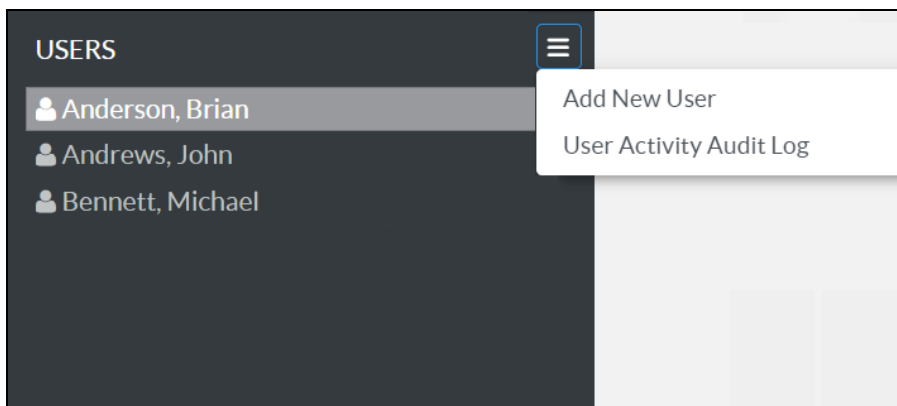 USERS
Anderson, Brian
Andrews, John
Bennett, Michael
Add New User
User Activity Audit Log